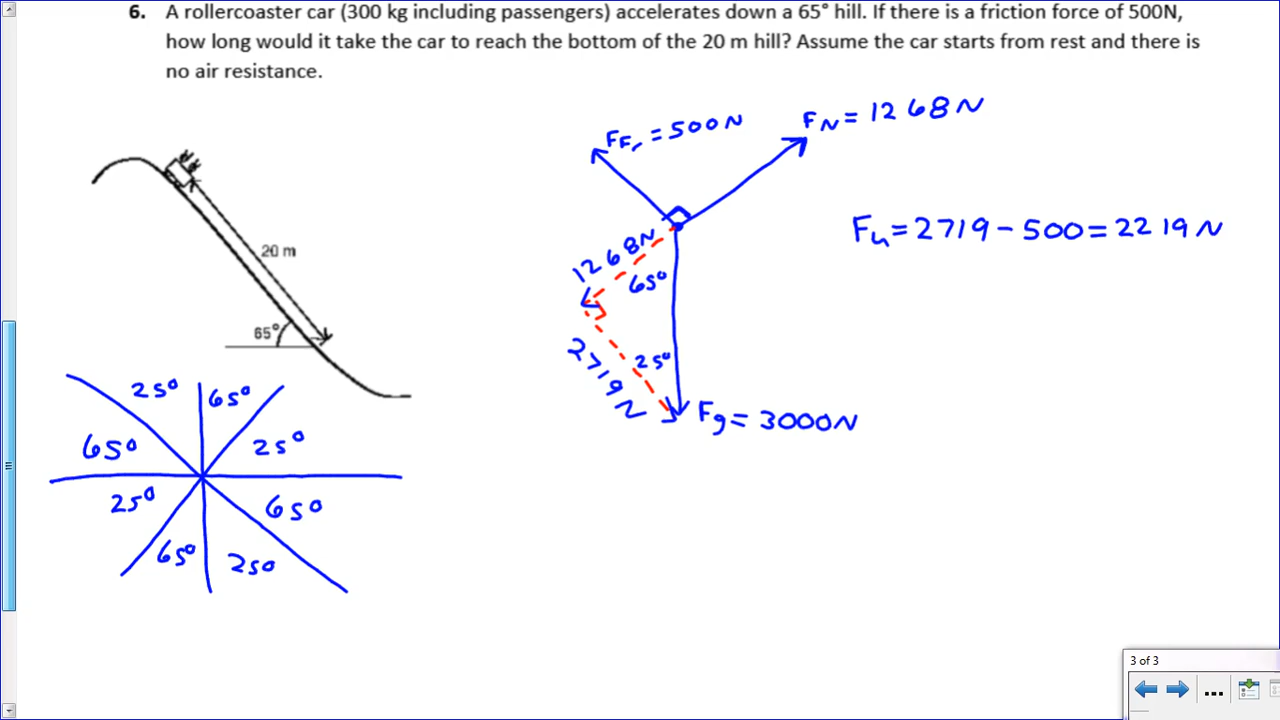 6. A rollercoaster car (300 kg including passengers) accelerates down a 65° hill. If there is a friction force of 500N,
how long would it take the car to reach the bottom of the 20 m hill? Assume the car starts from rest and there is
no air resistance.
FFr = 500N
FN = 1268N
20 m
65°
1268N
65°
Fu = 2719 - 500 = 2219 N
2719N
25°
Fg = 3000N
25°
65°
65°
25°
25°
65°
65°
25°
3 of 3
...